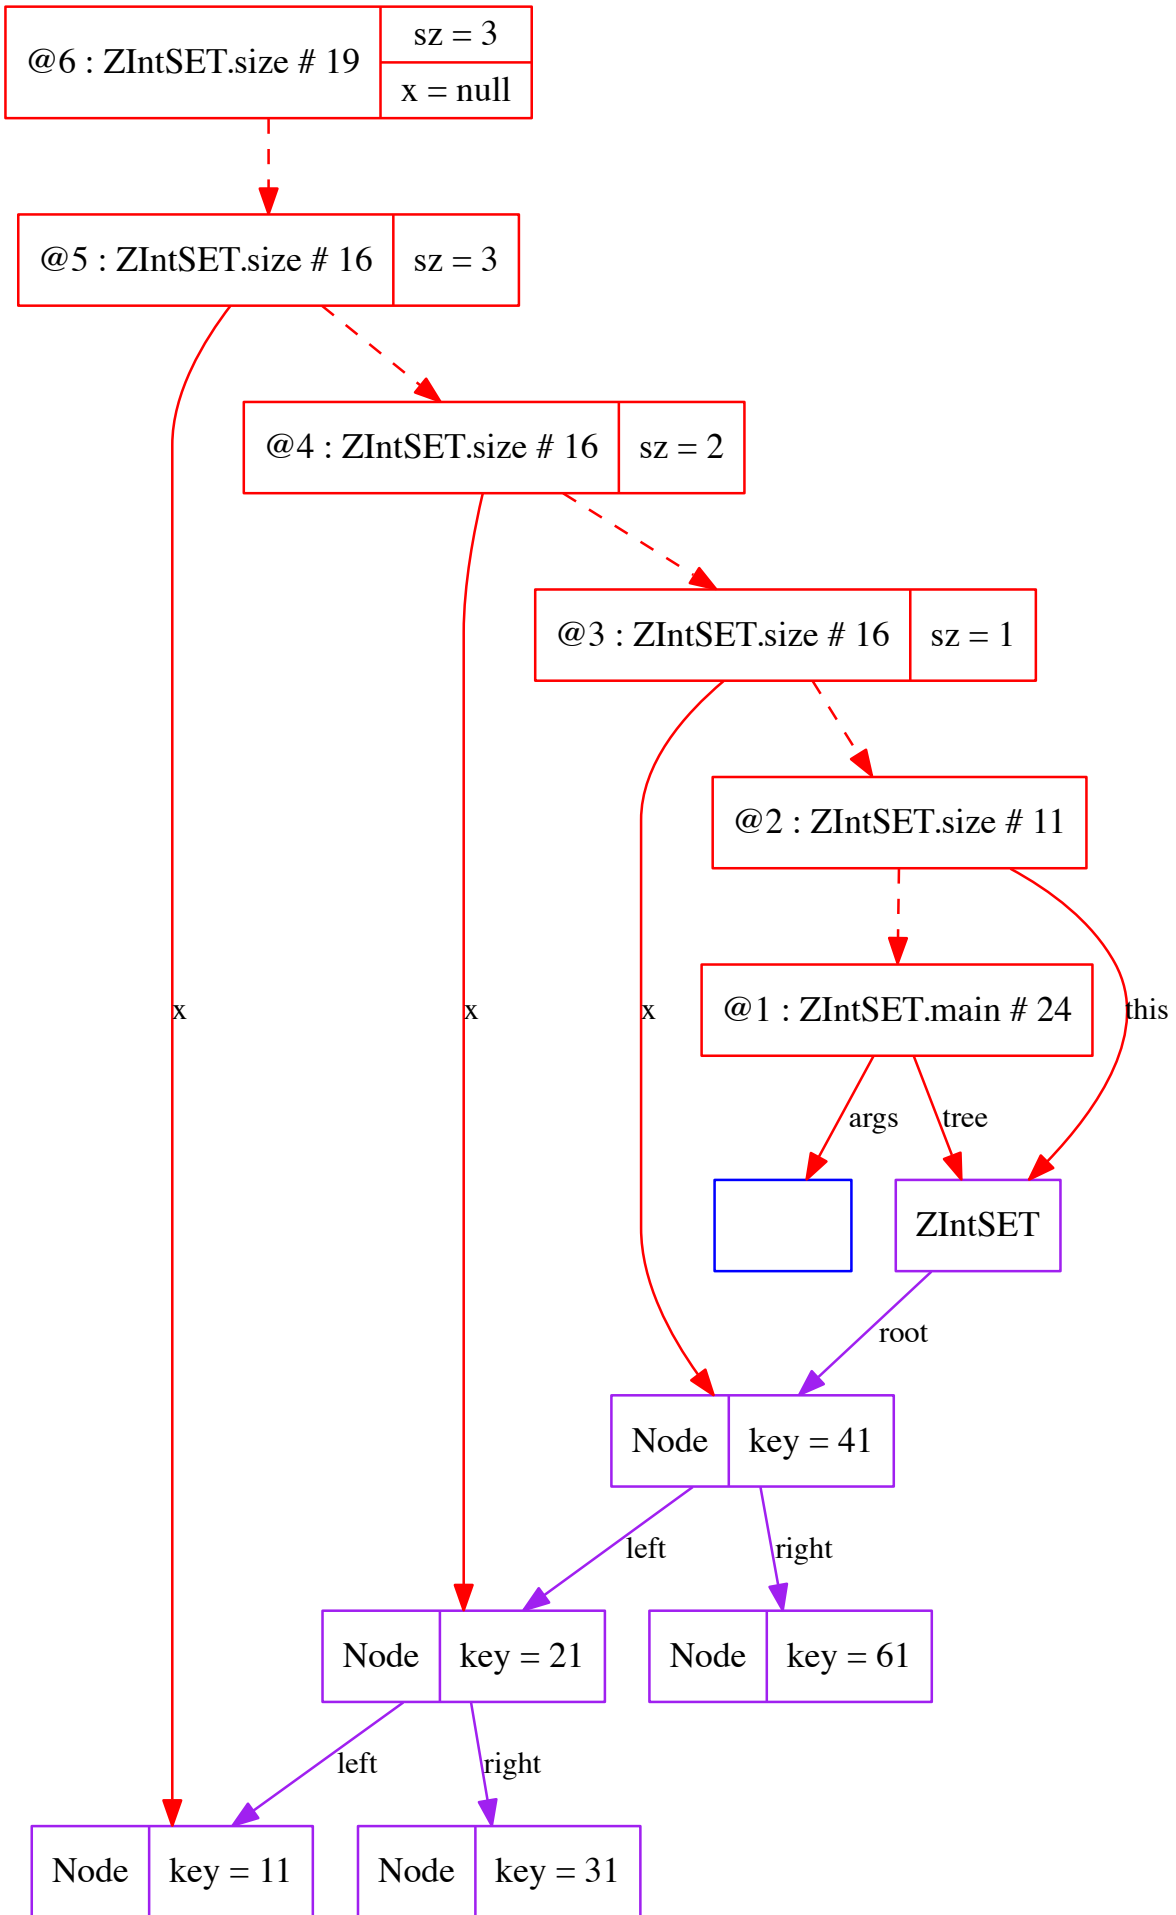 @6 : ZIntSET.size # 19
sz = 3
x = null
@5 : ZIntSET.size # 16
sz = 3
@4 : ZIntSET.size # 16
sz = 2
@3 : ZIntSET.size # 16
sz = 1
@2 : ZIntSET.size # 11
x
x
x
@1 : ZIntSET.main # 24
this
args
tree
ZIntSET
root
Node
key = 41
left
right
Node
key = 21
Node
key = 61
left
right
Node
key = 11
Node
key = 31